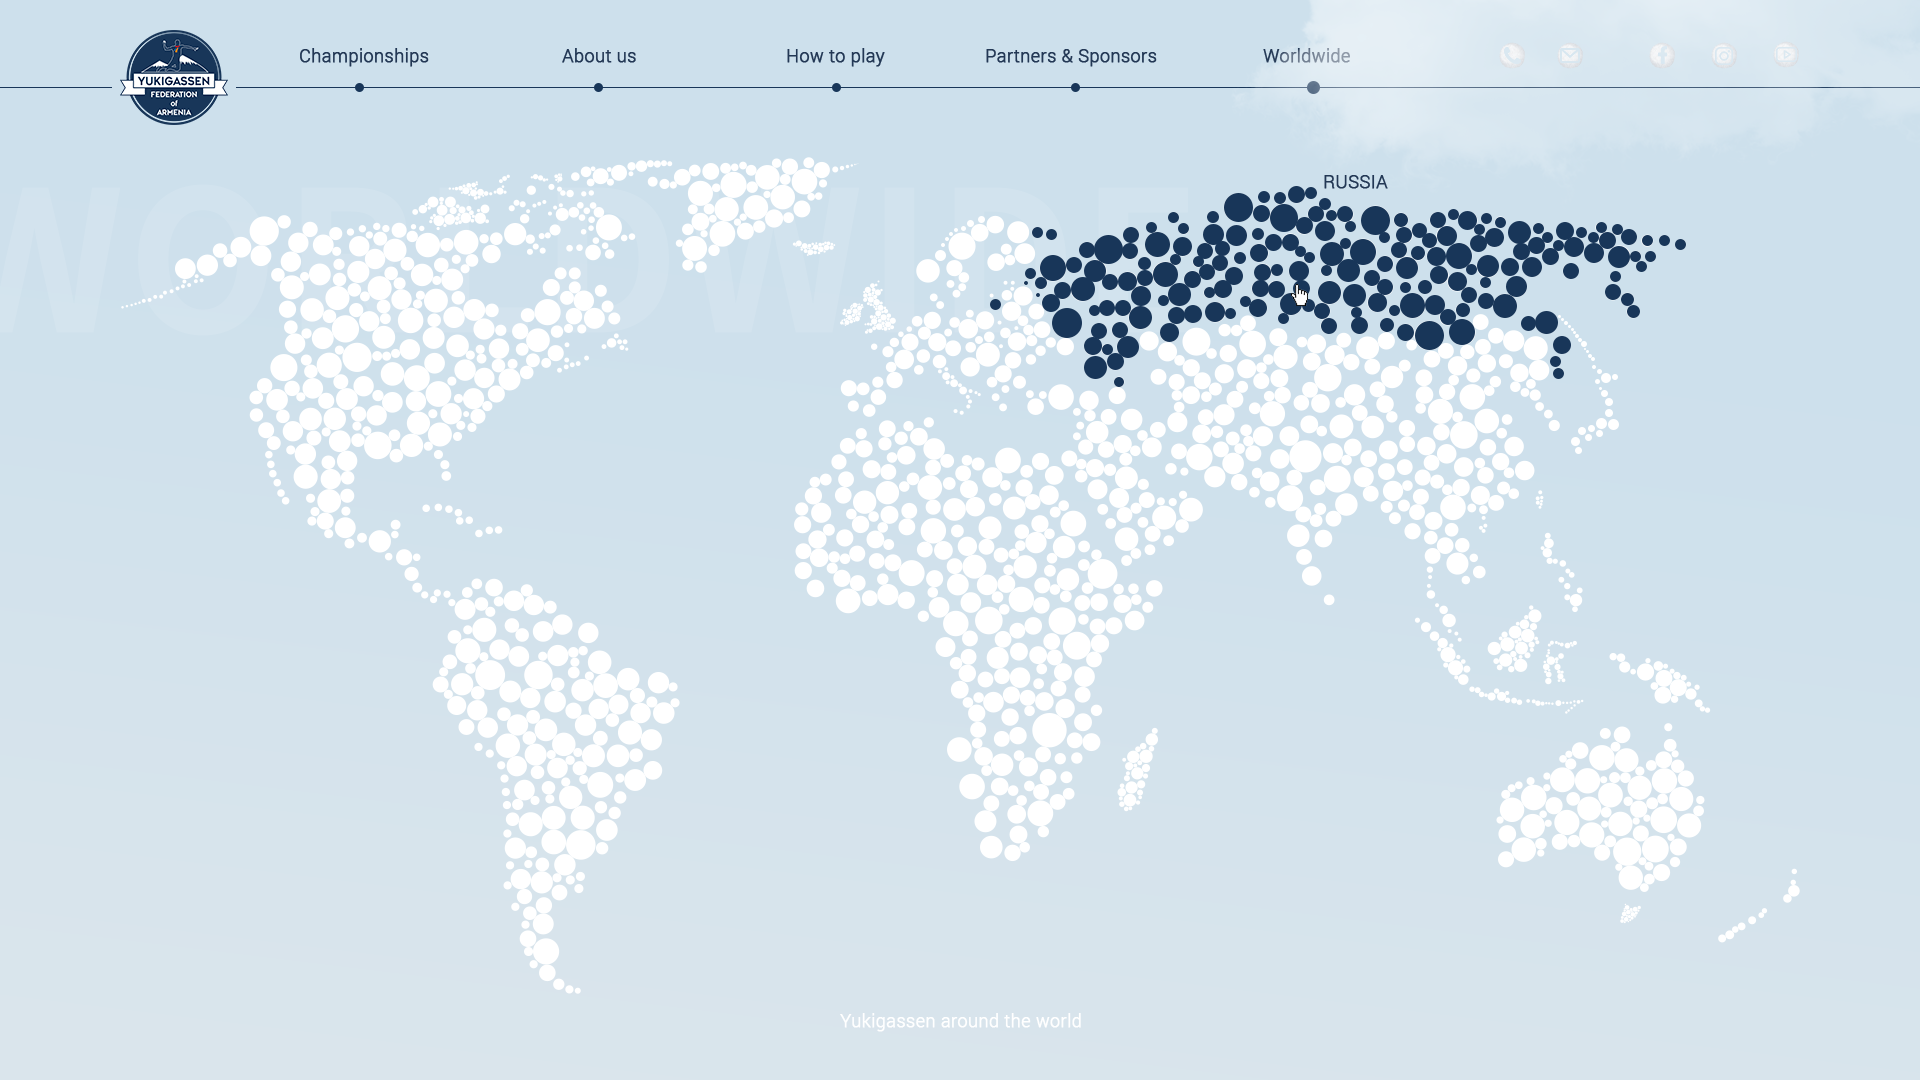 YUKIGASSEN
FEDERATION
of
ARMENIA
Championships
About us
How to play
Partners & Sponsors
Worldwide
WORLDWIDE
RUSSIA
Yukigassen around the world